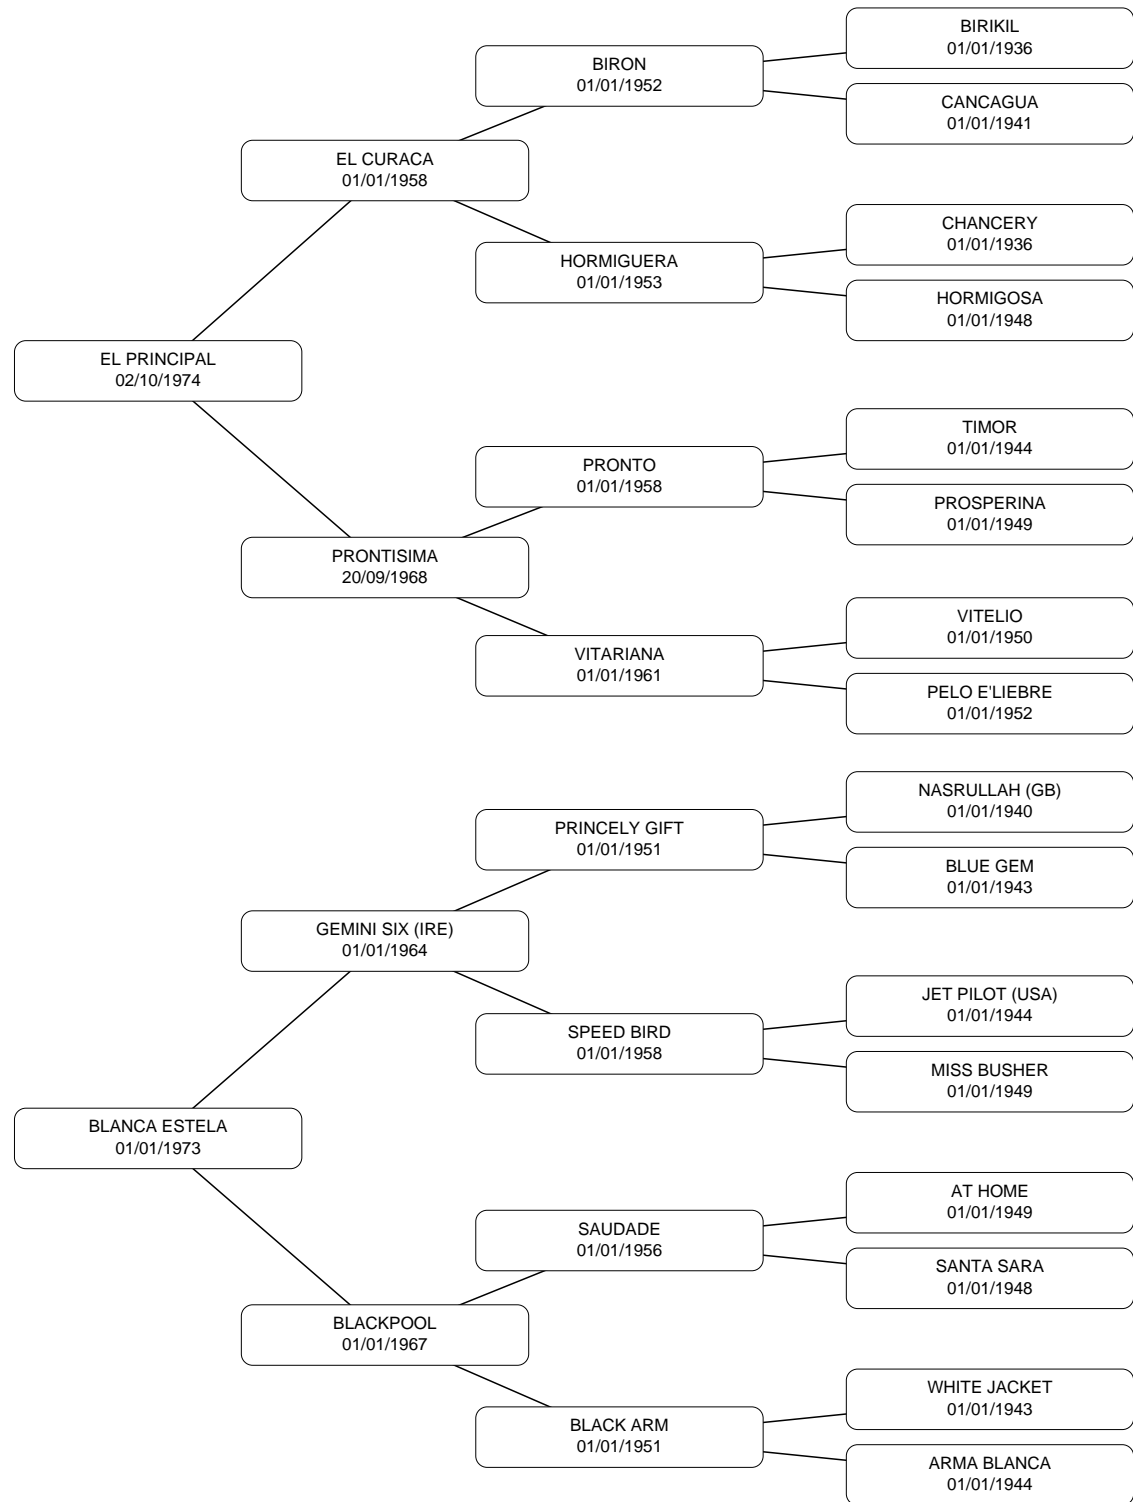 BIRIKIL
01/01/1936
BIRON
01/01/1952
CANCAGUA
01/01/1941
EL CURACA
01/01/1958
CHANCERY
01/01/1936
HORMIGUERA
01/01/1953
HORMIGOSA
01/01/1948
EL PRINCIPAL
02/10/1974
TIMOR
01/01/1944
PRONTO
01/01/1958
PROSPERINA
01/01/1949
PRONTISIMA
20/09/1968
VITELIO
01/01/1950
VITARIANA
01/01/1961
PELO E'LIEBRE
01/01/1952
NASRULLAH (GB)
01/01/1940
PRINCELY GIFT
01/01/1951
BLUE GEM
01/01/1943
GEMINI SIX (IRE)
01/01/1964
JET PILOT (USA)
01/01/1944
SPEED BIRD
01/01/1958
MISS BUSHER
01/01/1949
BLANCA ESTELA
01/01/1973
AT HOME
01/01/1949
SAUDADE
01/01/1956
SANTA SARA
01/01/1948
BLACKPOOL
01/01/1967
WHITE JACKET
01/01/1943
BLACK ARM
01/01/1951
ARMA BLANCA
01/01/1944